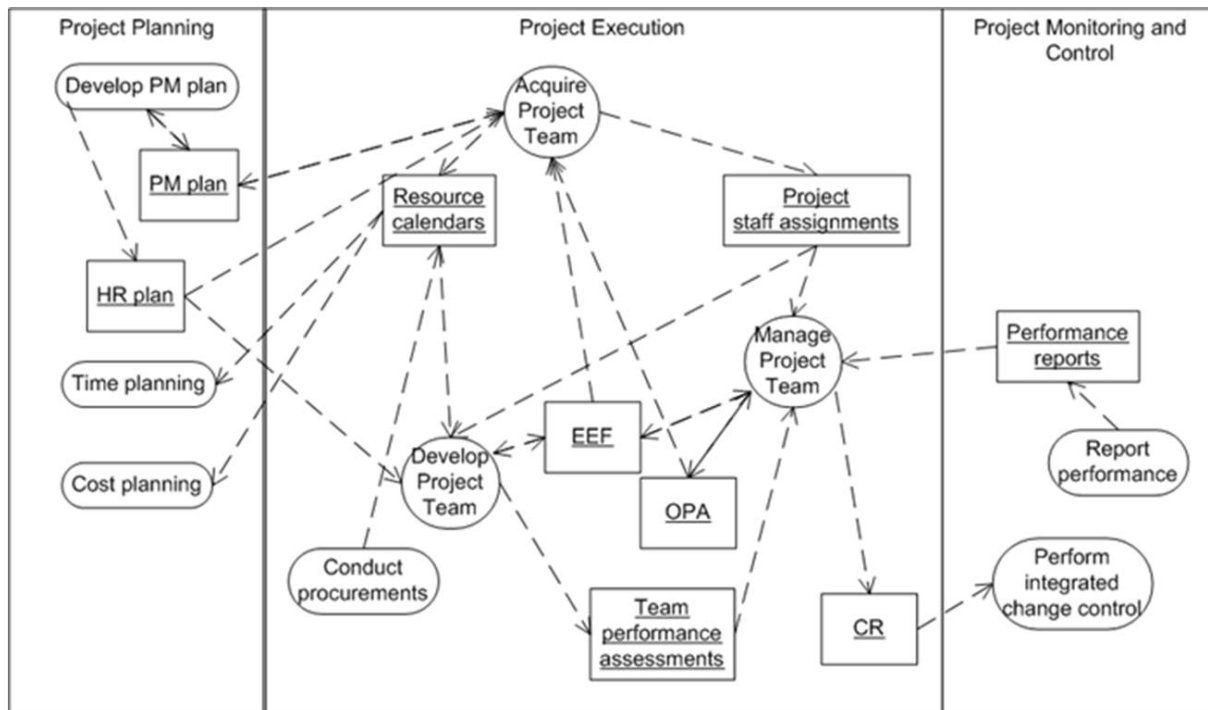 Project Planning
Develop PM plan
PM plan
HR plan
Time planning
Cost planning
Project Execution
Acquire
Project
Team
Resource
calendars
Project
staff assignments
Manage
Project
Team
EEF
Develop
Project
Team
OPA
Conduct
procurements
Team
performance
assessments
CR
Project Monitoring and
Control
Performance
reports
Report
performance
Perform
integrated
change control